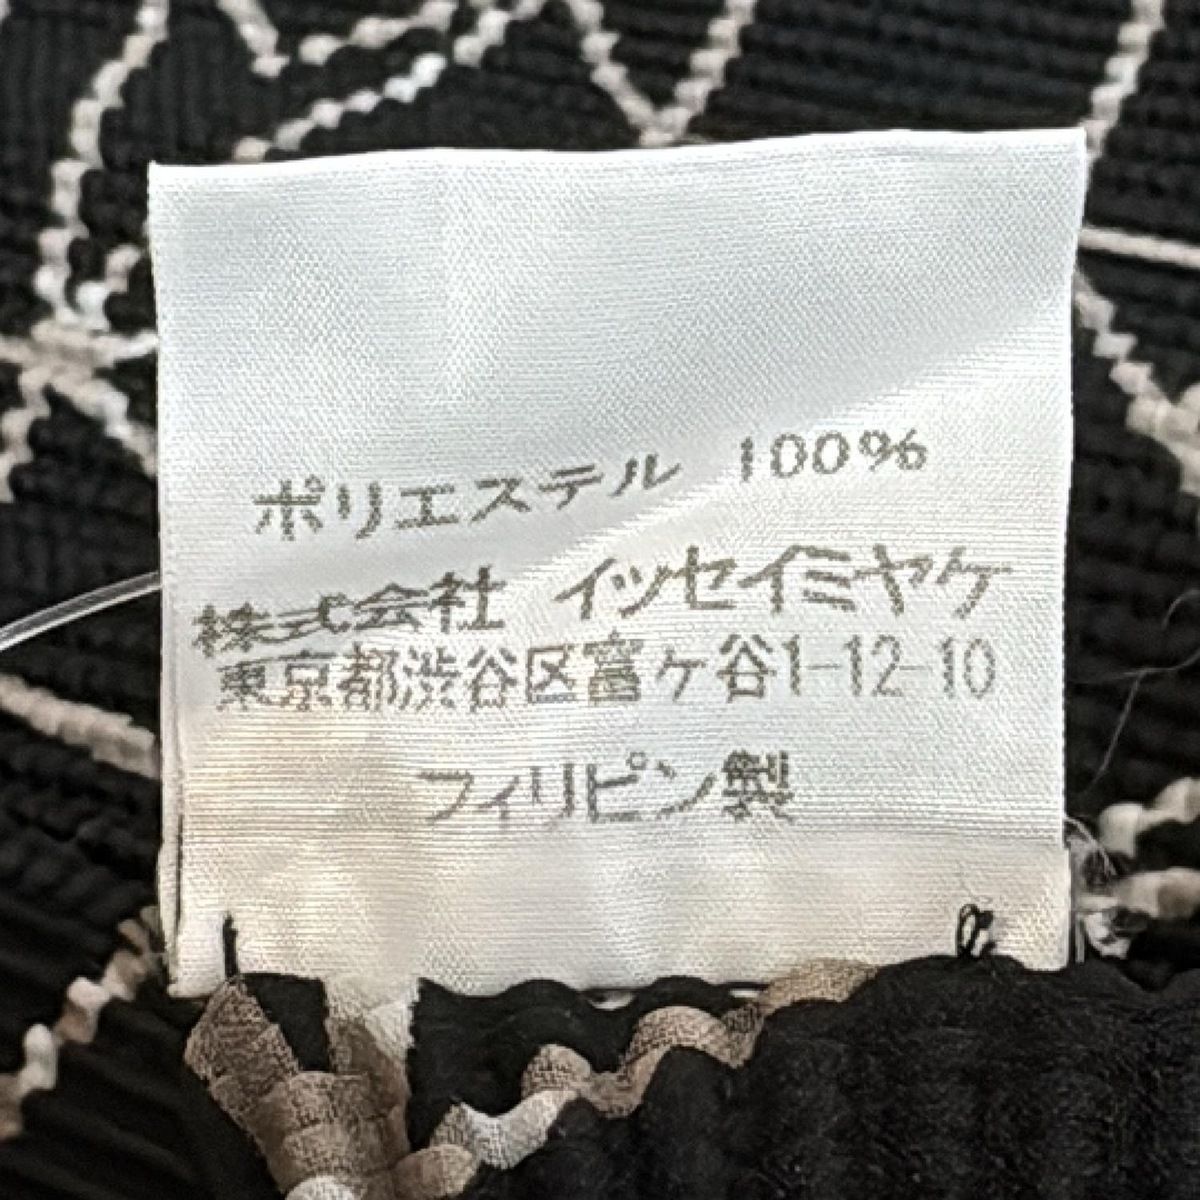 ポリエステル 100%
株式会社 イッセイミヤケ
東京都渋谷区富ヶ谷1-12-10
フィリピン製